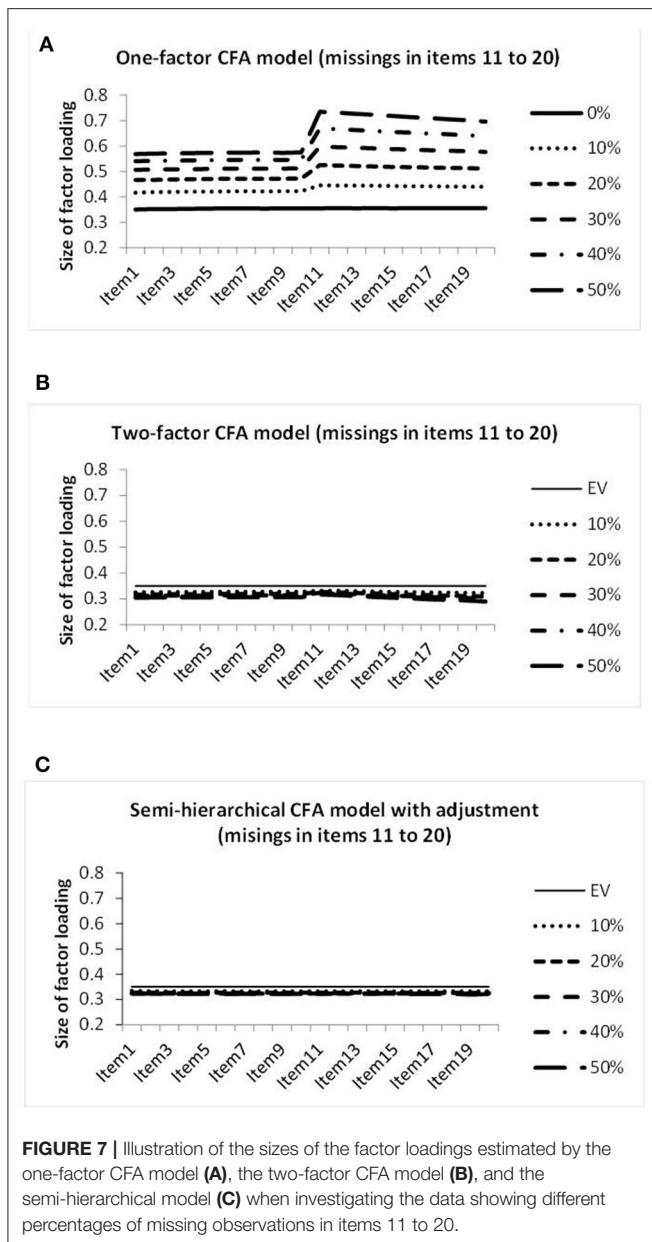 A
One-factor CFA model (missings in items 11 to 20)
Size of factor loading
0.8
0.7
0.6
0.5
0.4
0.3
0.2
Item1
Item3
Item5
Item7
Item9
Item11
Item13
Item15
Item17
Item19
0%
10%
20%
30%
40%
50%
B
Two-factor CFA model (missings in items 11 to 20)
Size of factor loading
0.8
0.7
0.6
0.5
0.4
0.3
0.2
Item1
Item3
Item5
Item7
Item9
Item11
Item13
Item15
Item17
Item19
EV
10%
20%
30%
40%
50%
C
Semi-hierarchical CFA model with adjustment
(misings in items 11 to 20)
Size of factor loading
0.8
0.7
0.6
0.5
0.4
0.3
0.2
Item1
Item3
Item5
Item7
Item9
Item11
Item13
Item15
Item17
Item19
EV
10%
20%
30%
40%
50%
FIGURE 7 | Illustration of the sizes of the factor loadings estimated by the
one-factor CFA model (A), the two-factor CFA model (B), and the
semi-hierarchical model (C) when investigating the data showing different
percentages of missing observations in items 11 to 20.